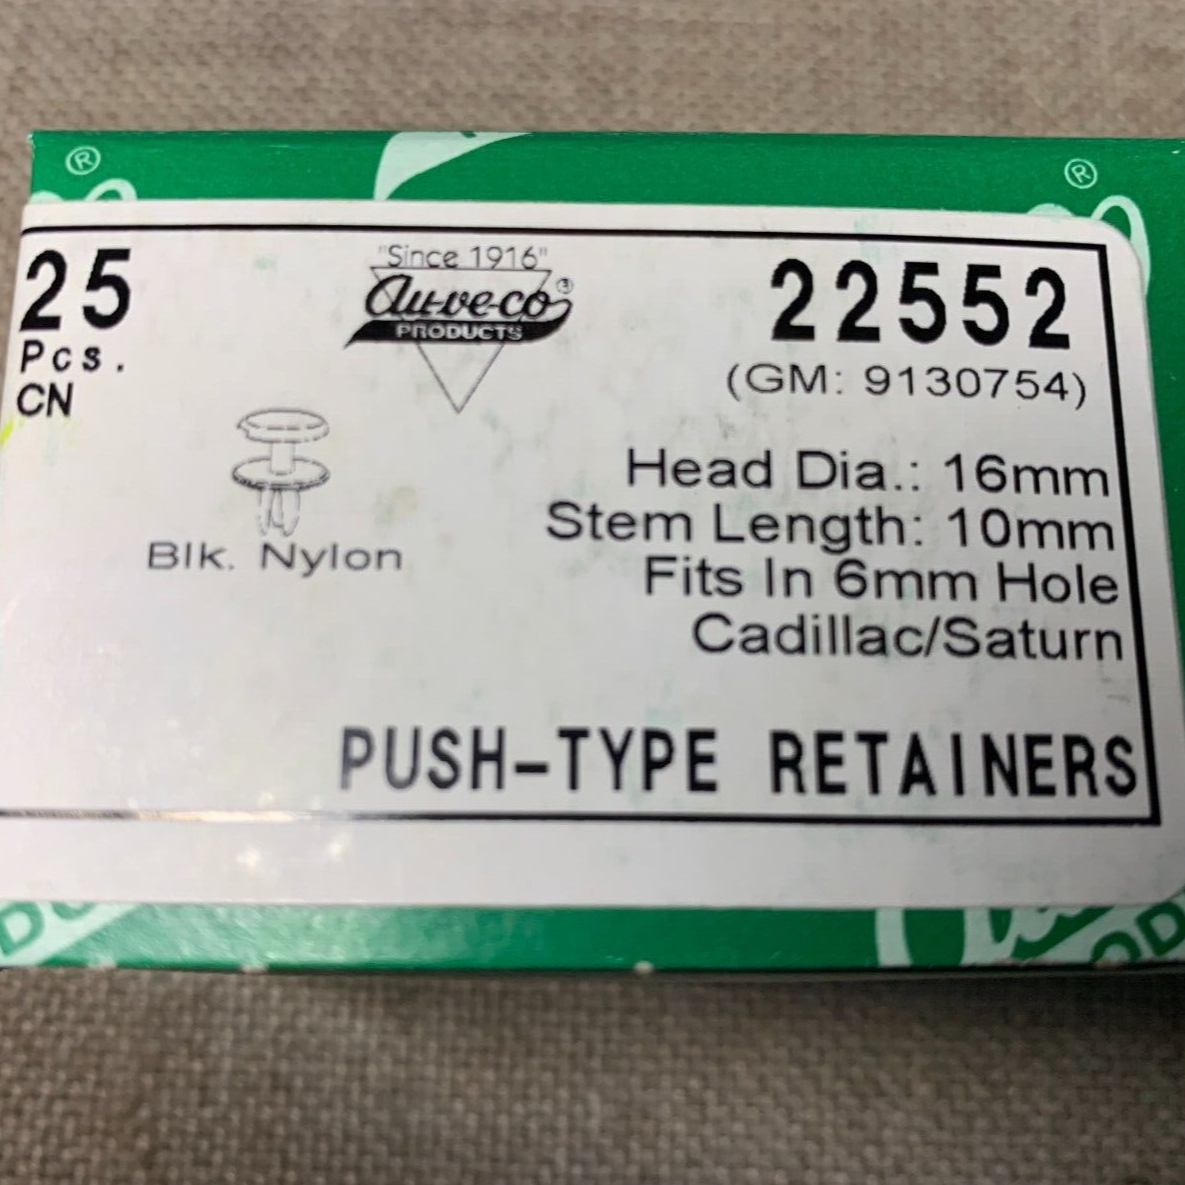 ®
®
25
Pcs.
CN
"Since 1916"
Au-ve-co®
PRODUCTS
22552
(GM: 9130754)
Head Dia.: 16mm
Stem Length: 10mm
Fits In 6mm Hole
Cadillac/Saturn
Blk. Nylon
PUSH-TYPE RETAINERS